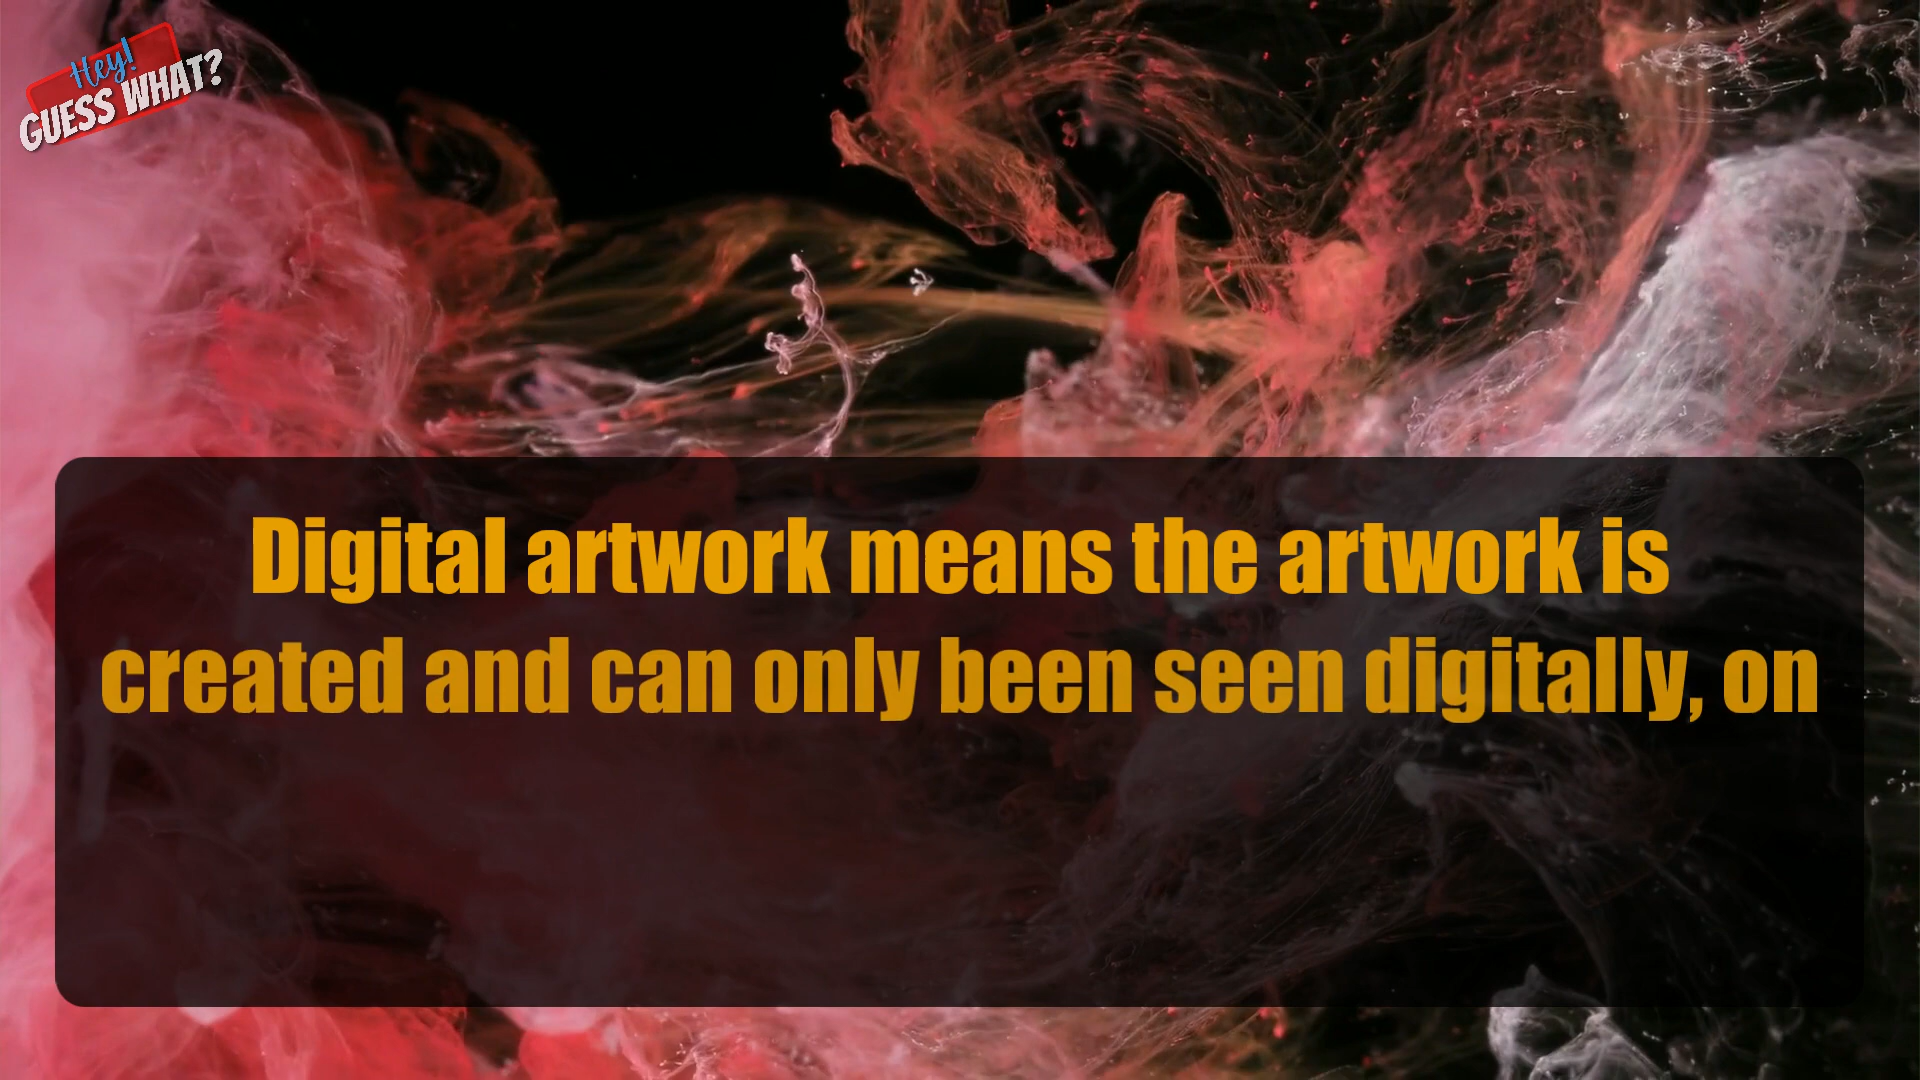 Hey!
GUESS WHAT?
Digital artwork means the artwork is
created and can only been seen digitally, on